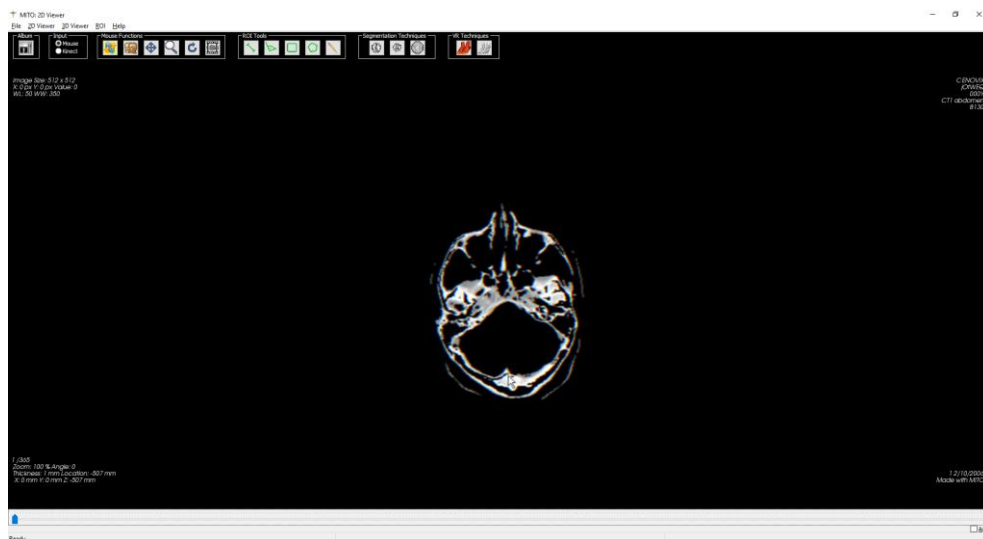 MITO: 2D Viewer
File 2D Viewer 3D Viewer ROI Help
Album Input Mouse Functions ROI Tools Segmentation Techniques VR Techniques
Mouse
Kinect
Image Size: 512 x 512
X: 0 px Y: 0 px Value: 0
WL: 50 WW: 350
CENOVIX
CT1 abdomen
B130
1 /365
Zoom: 100 % Angle: 0
Thickness: 1 mm Location: -507 mm
X: 0 mm Y: 0 mm Z: -507 mm
Made with MITO
Ready